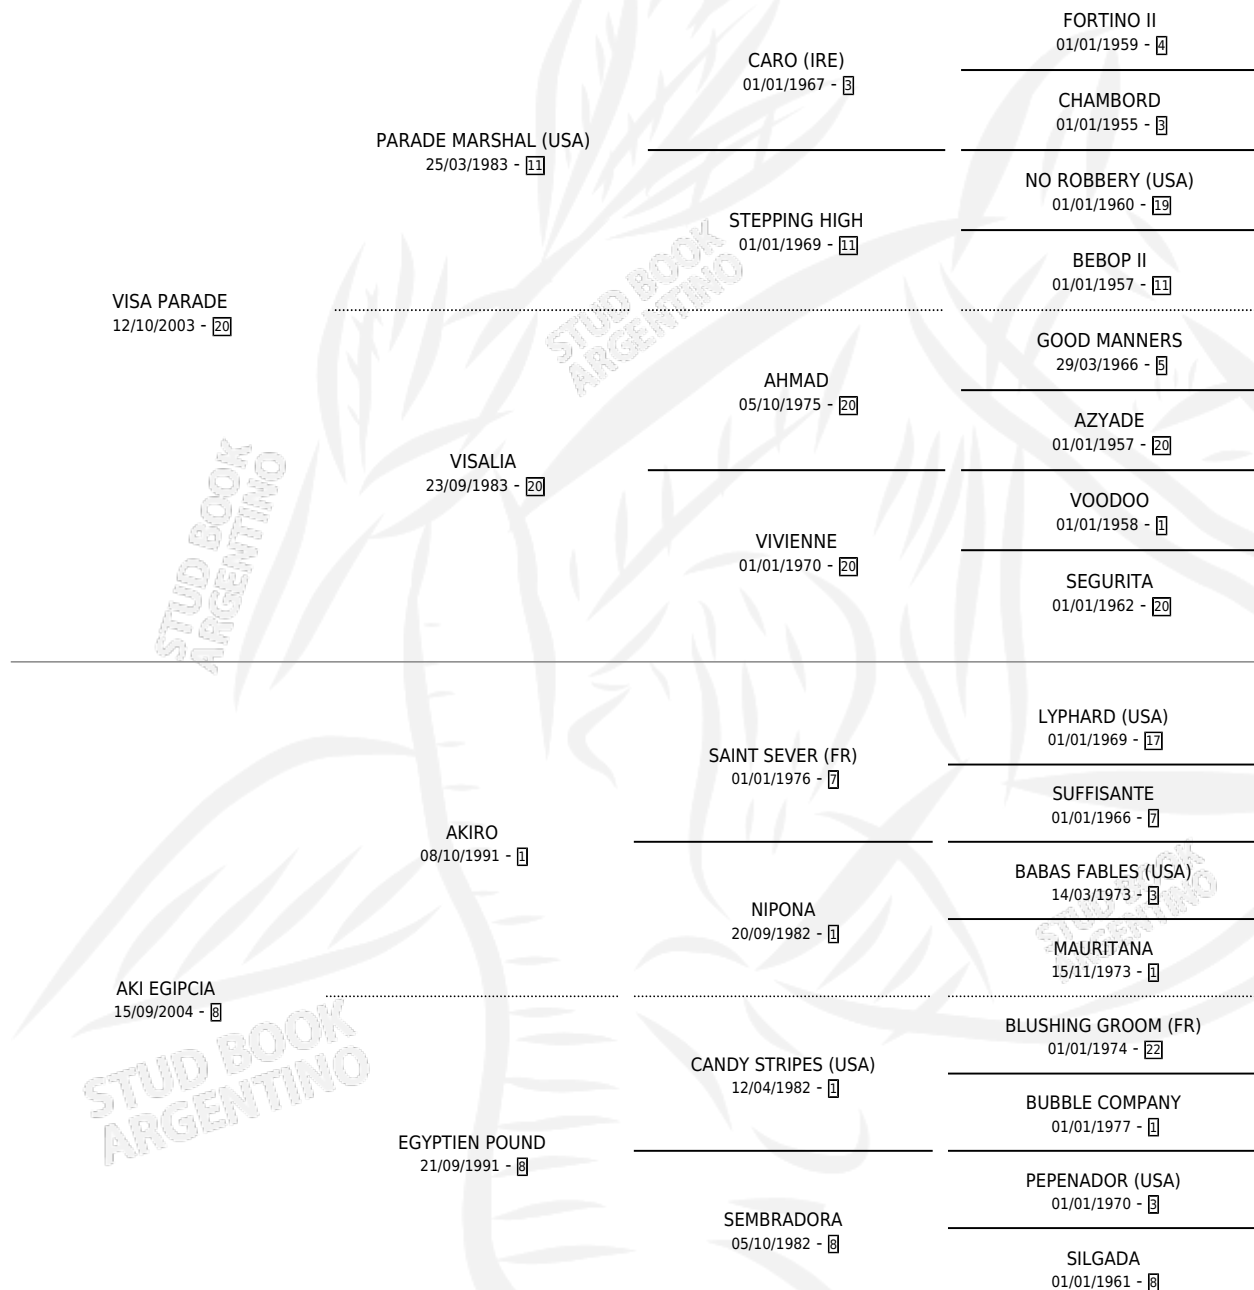 FORTINO II
01/01/1959 - 4
CARO (IRE)
01/01/1967 - 3
CHAMBORD
01/01/1955 - 3
PARADE MARSHAL (USA)
25/03/1983 - 11
NO ROBBERY (USA)
01/01/1960 - 19
STEPPING HIGH
01/01/1969 - 11
BEBOP II
01/01/1957 - 11
VISA PARADE
12/10/2003 - 20
STUD BOOK
ARGENTINO
GOOD MANNERS
29/03/1966 - 5
AHMAD
05/10/1975 - 20
AZYADE
01/01/1957 - 20
VISALIA
23/09/1983 - 20
VOODOO
01/01/1958 - 1
VIVIENNE
01/01/1970 - 20
SEGURITA
01/01/1962 - 20
STUD BOOK
ARGENTINO
LYPHARD (USA)
01/01/1969 - 17
SAINT SEVER (FR)
01/01/1976 - 7
SUFFISANTE
01/01/1966 - 7
AKIRO
08/10/1991 - 1
BABAS FABLES (USA)
14/03/1973 - 3
NIPONA
20/09/1982 - 1
MAURITANA
15/11/1973 - 1
STUD BOOK
ARGENTINO
AKI EGIPCIA
15/09/2004 - 8
STUD BOOK
ARGENTINO
BLUSHING GROOM (FR)
01/01/1974 - 22
CANDY STRIPES (USA)
12/04/1982 - 1
BUBBLE COMPANY
01/01/1977 - 1
EGYPTIEN POUND
21/09/1991 - 8
PEPENADOR (USA)
01/01/1970 - 3
SEMBRADORA
05/10/1982 - 8
SILGADA
01/01/1961 - 8